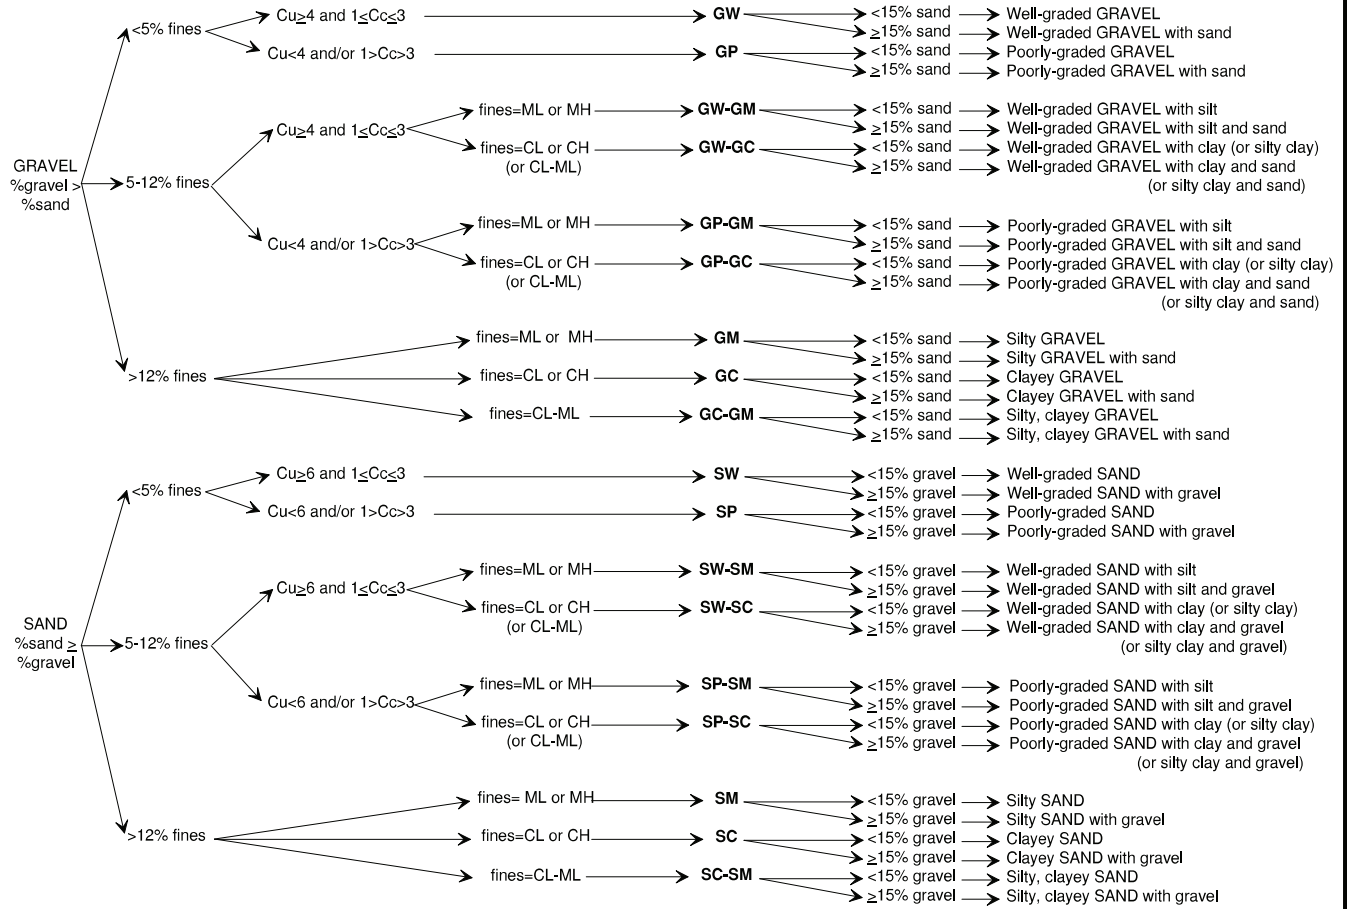 Cu≥4 and 1≤Cc≤3 GW <15% sand Well-graded GRAVEL
<5% fines ≥15% sand Well-graded GRAVEL with sand
Cu<4 and/or 1>Cc>3 GP <15% sand Poorly-graded GRAVEL
≥15% sand Poorly-graded GRAVEL with sand
fines=ML or MH GW-GM <15% sand Well-graded GRAVEL with silt
Cu≥4 and 1≤Cc≤3 ≥15% sand Well-graded GRAVEL with silt and sand
fines=CL or CH GW-GC <15% sand Well-graded GRAVEL with clay (or silty clay)
GRAVEL (or CL-ML) ≥15% sand Well-graded GRAVEL with clay and sand
%gravel > 5-12% fines (or silty clay and sand)
%sand
fines=ML or MH GP-GM <15% sand Poorly-graded GRAVEL with silt
Cu<4 and/or 1>Cc>3 ≥15% sand Poorly-graded GRAVEL with silt and sand
fines=CL or CH GP-GC <15% sand Poorly-graded GRAVEL with clay (or silty clay)
(or CL-ML) ≥15% sand Poorly-graded GRAVEL with clay and sand
(or silty clay and sand)
fines=ML or MH GM <15% sand Silty GRAVEL
≥15% sand Silty GRAVEL with sand
>12% fines fines=CL or CH GC <15% sand Clayey GRAVEL
≥15% sand Clayey GRAVEL with sand
fines=CL-ML GC-GM <15% sand Silty, clayey GRAVEL
≥15% sand Silty, clayey GRAVEL with sand
Cu≥6 and 1≤Cc≤3 SW <15% gravel Well-graded SAND
<5% fines ≥15% gravel Well-graded SAND with gravel
Cu<6 and/or 1>Cc>3 SP <15% gravel Poorly-graded SAND
≥15% gravel Poorly-graded SAND with gravel
fines=ML or MH SW-SM <15% gravel Well-graded SAND with silt
Cu≥6 and 1≤Cc≤3 ≥15% gravel Well-graded SAND with silt and gravel
fines=CL or CH SW-SC <15% gravel Well-graded SAND with clay (or silty clay)
SAND (or CL-ML) ≥15% gravel Well-graded SAND with clay and gravel
%sand ≥ 5-12% fines (or silty clay and gravel)
%gravel
fines=ML or MH SP-SM <15% gravel Poorly-graded SAND with silt
Cu<6 and/or 1>Cc>3 ≥15% gravel Poorly-graded SAND with silt and gravel
fines=CL or CH SP-SC <15% gravel Poorly-graded SAND with clay (or silty clay)
(or CL-ML) ≥15% gravel Poorly-graded SAND with clay and gravel
(or silty clay and gravel)
fines= ML or MH SM <15% gravel Silty SAND
≥15% gravel Silty SAND with gravel
>12% fines fines=CL or CH SC <15% gravel Clayey SAND
≥15% gravel Clayey SAND with gravel
fines=CL-ML SC-SM <15% gravel Silty, clayey SAND
≥15% gravel Silty, clayey SAND with gravel